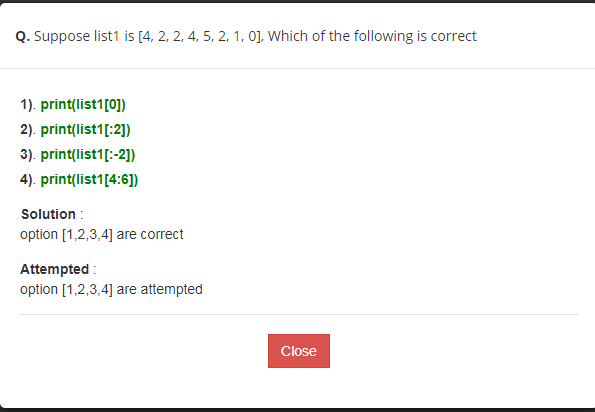 Q. Suppose list1 is [4, 2, 2, 4, 5, 2, 1, 0], Which of the following is correct
1). print(list1[0])
2). print(list1[:2])
3). print(list1[:-2])
4). print(list1[4:6])
Solution :
option [1,2,3,4] are correct
Attempted :
option [1,2,3,4] are attempted
Close